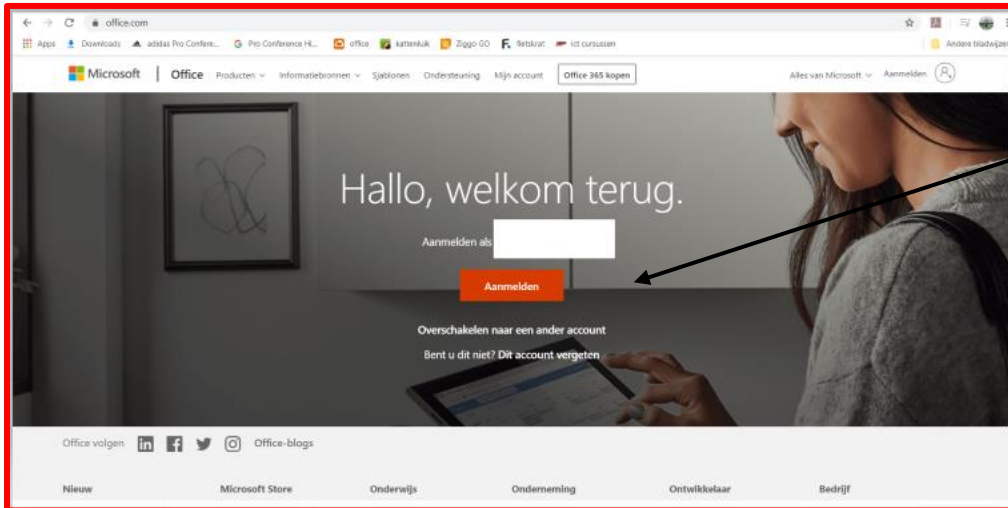 office.com
Apps Downloads adidas Pro Confere... Pro Conference Hi... office kattenluik Ziggo GO fietskrat ict cursussen Andere bladwijzers
Microsoft Office Producten Informatiebronnen Sjablonen Ondersteuning Mijn account Office 365 kopen Alles van Microsoft Aanmelden
Hallo, welkom terug.
Aanmelden als
Aanmelden
Overschakelen naar een ander account
Bent u dit niet? Dit account vergeten
Office volgen Office-blogs
Nieuw Microsoft Store Onderwijs Onderneming Ontwikkelaar Bedrijf